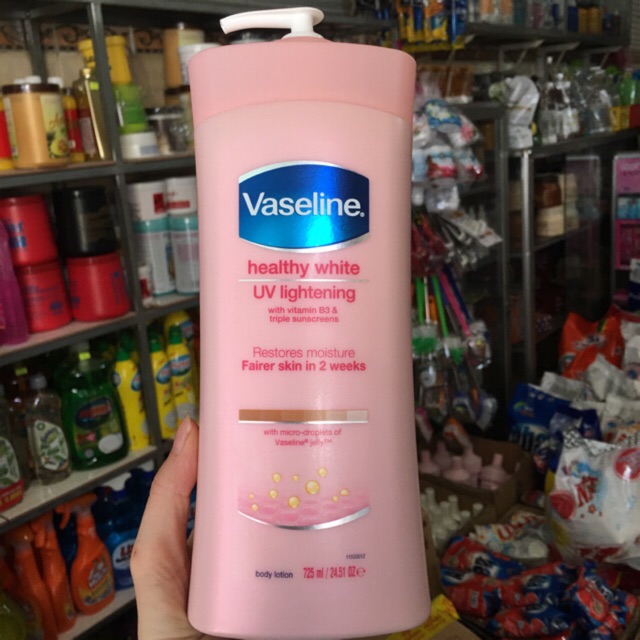 Vaseline.
healthy white
UV lightening
with vitamin B3 &
triple sunscreens
Restores moisture
Fairer skin in 2 weeks
with micro-droplets of
Vaseline® jelly™
body lotion 725 ml / 24.51 OZ e